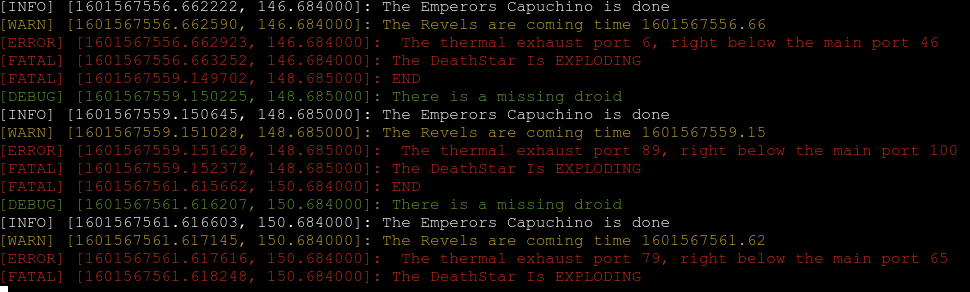 [INFO] [1601567556.662222, 146.684000]: The Emperors Capuchino is done
[WARN] [1601567556.662590, 146.684000]: The Revels are coming time 1601567556.66
[ERROR] [1601567556.662923, 146.684000]:  The thermal exhaust port 6, right below the main port 46
[FATAL] [1601567556.663252, 146.684000]: The DeathStar Is EXPLODING
[FATAL] [1601567559.149702, 148.685000]: END
[DEBUG] [1601567559.150225, 148.685000]: There is a missing droid
[INFO] [1601567559.150645, 148.685000]: The Emperors Capuchino is done
[WARN] [1601567559.151028, 148.685000]: The Revels are coming time 1601567559.15
[ERROR] [1601567559.151628, 148.685000]:  The thermal exhaust port 89, right below the main port 100
[FATAL] [1601567559.152372, 148.685000]: The DeathStar Is EXPLODING
[FATAL] [1601567561.615662, 150.684000]: END
[DEBUG] [1601567561.616207, 150.684000]: There is a missing droid
[INFO] [1601567561.616603, 150.684000]: The Emperors Capuchino is done
[WARN] [1601567561.617145, 150.684000]: The Revels are coming time 1601567561.62
[ERROR] [1601567561.617616, 150.684000]:  The thermal exhaust port 79, right below the main port 65
[FATAL] [1601567561.618248, 150.684000]: The DeathStar Is EXPLODING